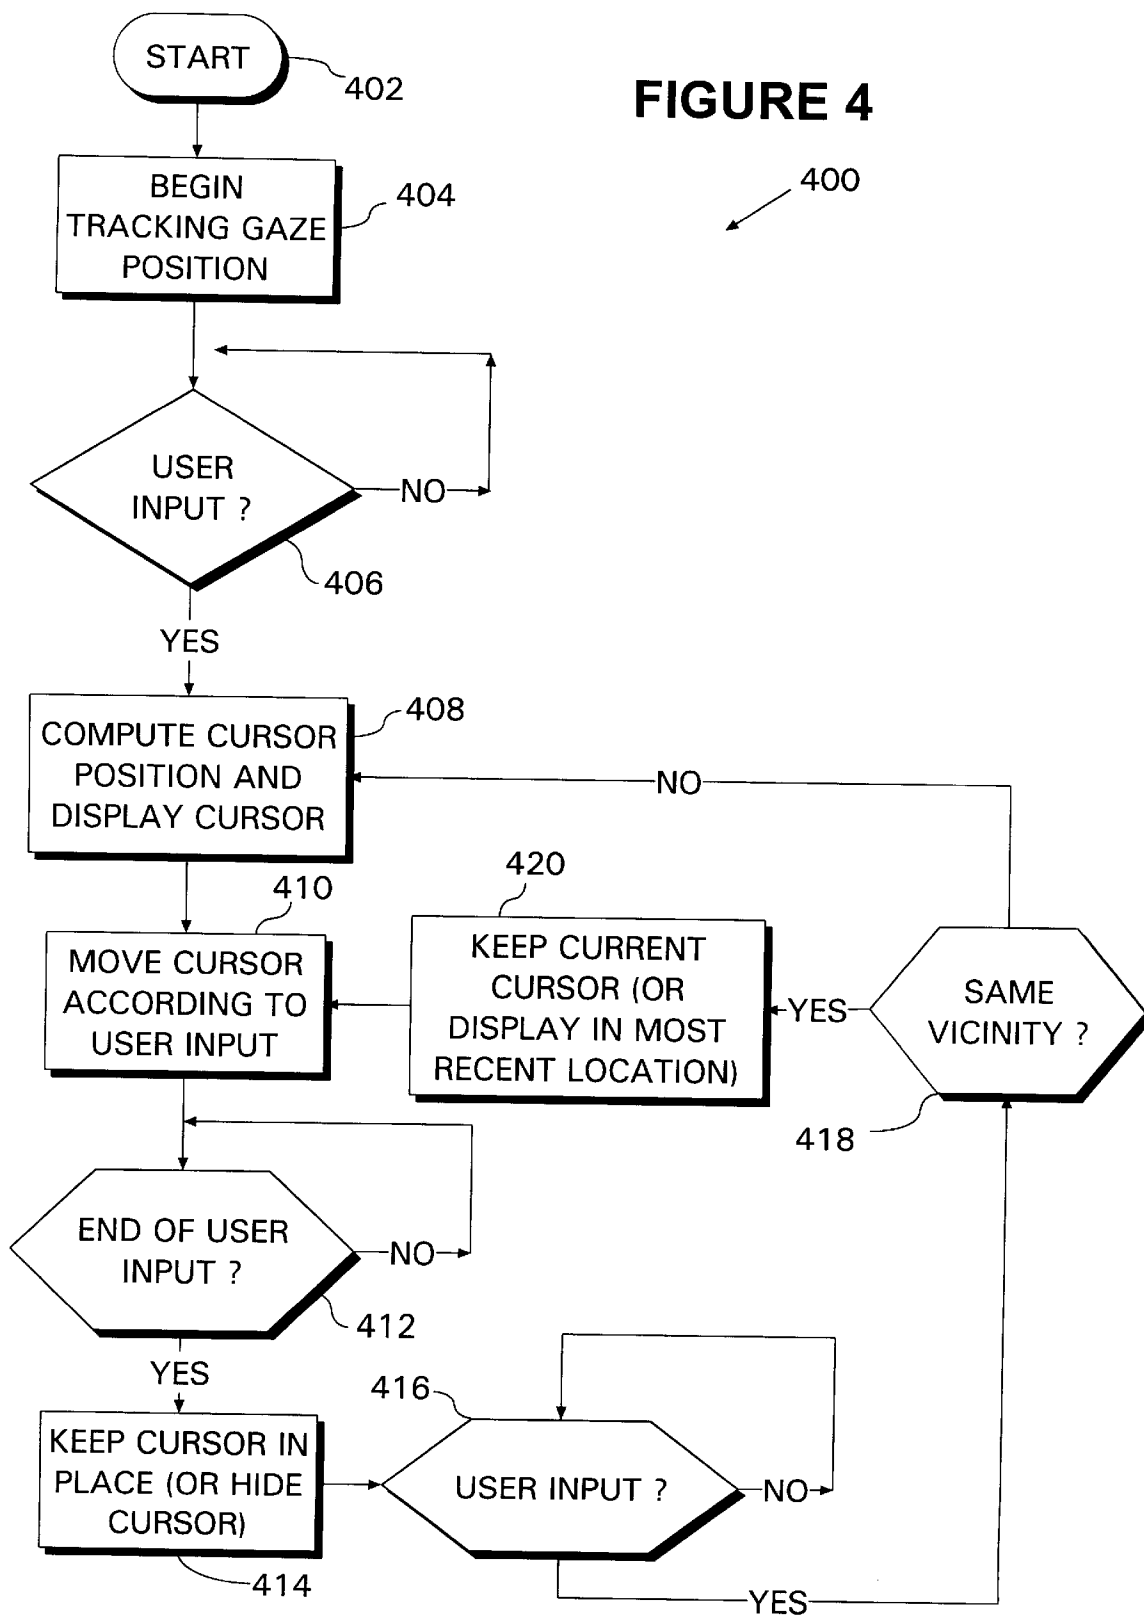 START
402
FIGURE 4
400
BEGIN
TRACKING GAZE
POSITION
404
USER
INPUT ?
NO
406
YES
COMPUTE CURSOR
POSITION AND
DISPLAY CURSOR
408
NO
410
MOVE CURSOR
ACCORDING TO
USER INPUT
420
KEEP CURRENT
CURSOR (OR
DISPLAY IN MOST
RECENT LOCATION)
YES
SAME
VICINITY ?
418
END OF USER
INPUT ?
NO
412
YES
KEEP CURSOR IN
PLACE (OR HIDE
CURSOR)
414
416
USER INPUT ?
NO
YES